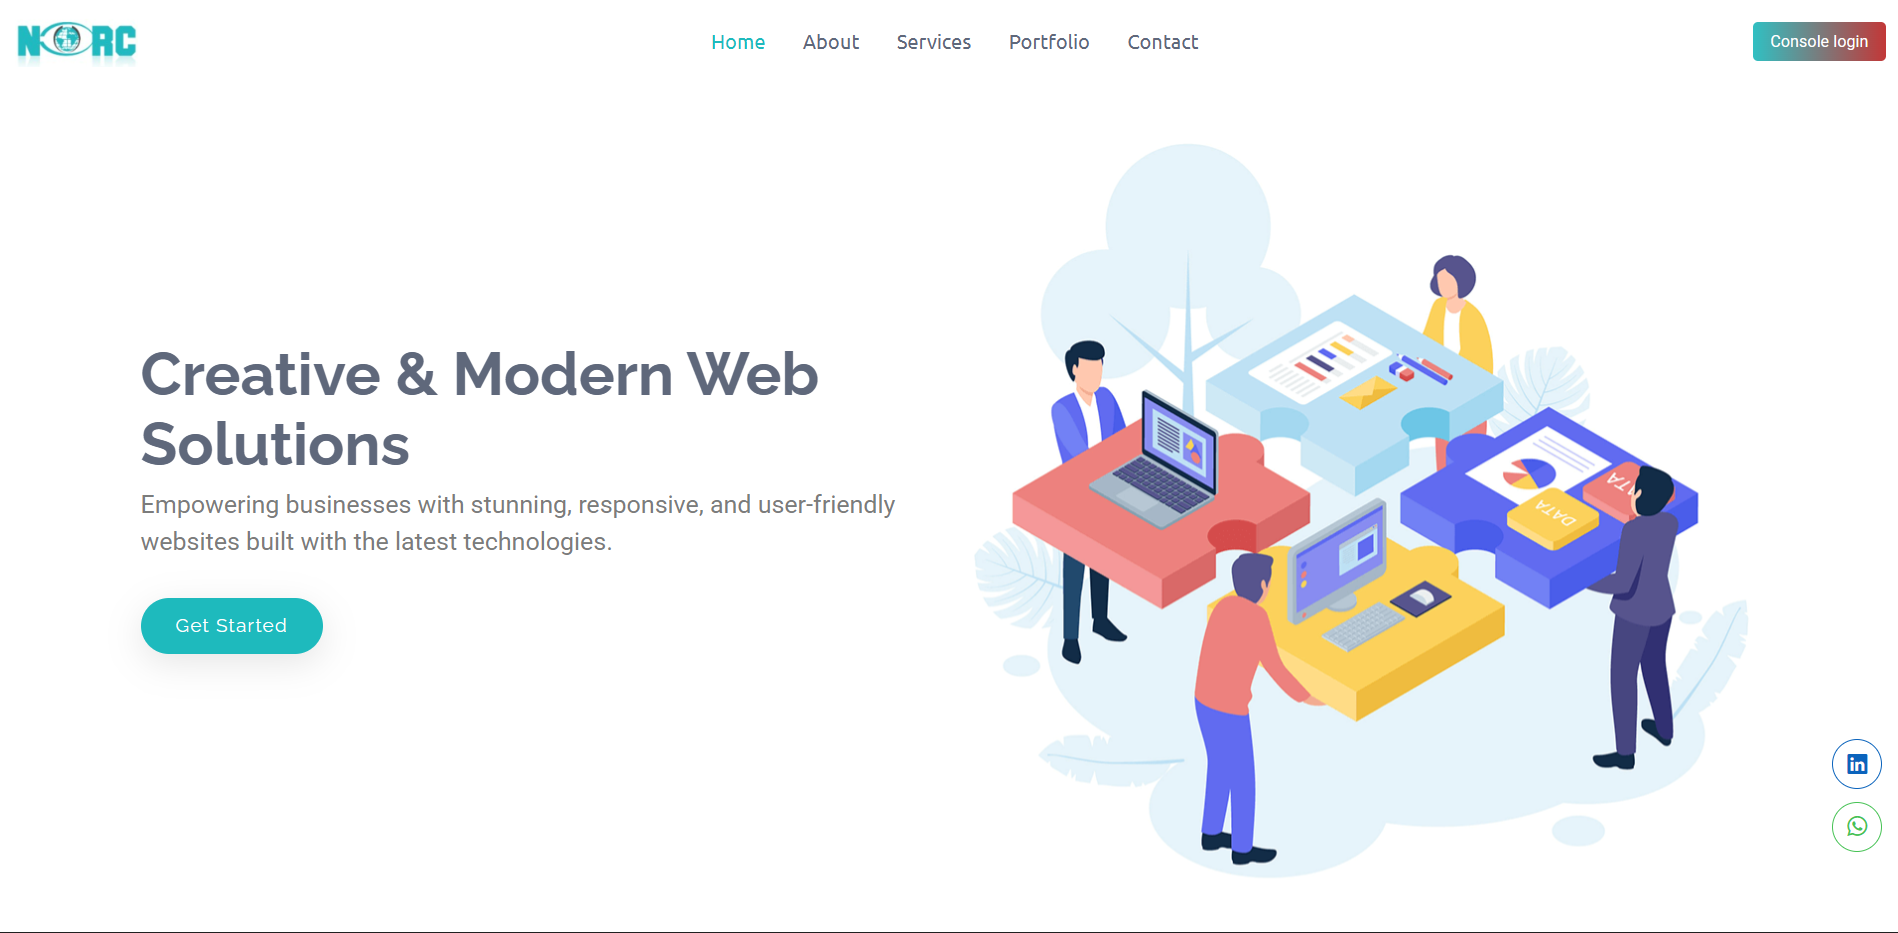 NORC
Home
About
Services
Portfolio
Contact
Console login
Creative & Modern Web
Solutions
Empowering businesses with stunning, responsive, and user-friendly
websites built with the latest technologies.
Get Started
DATA
DATA
in